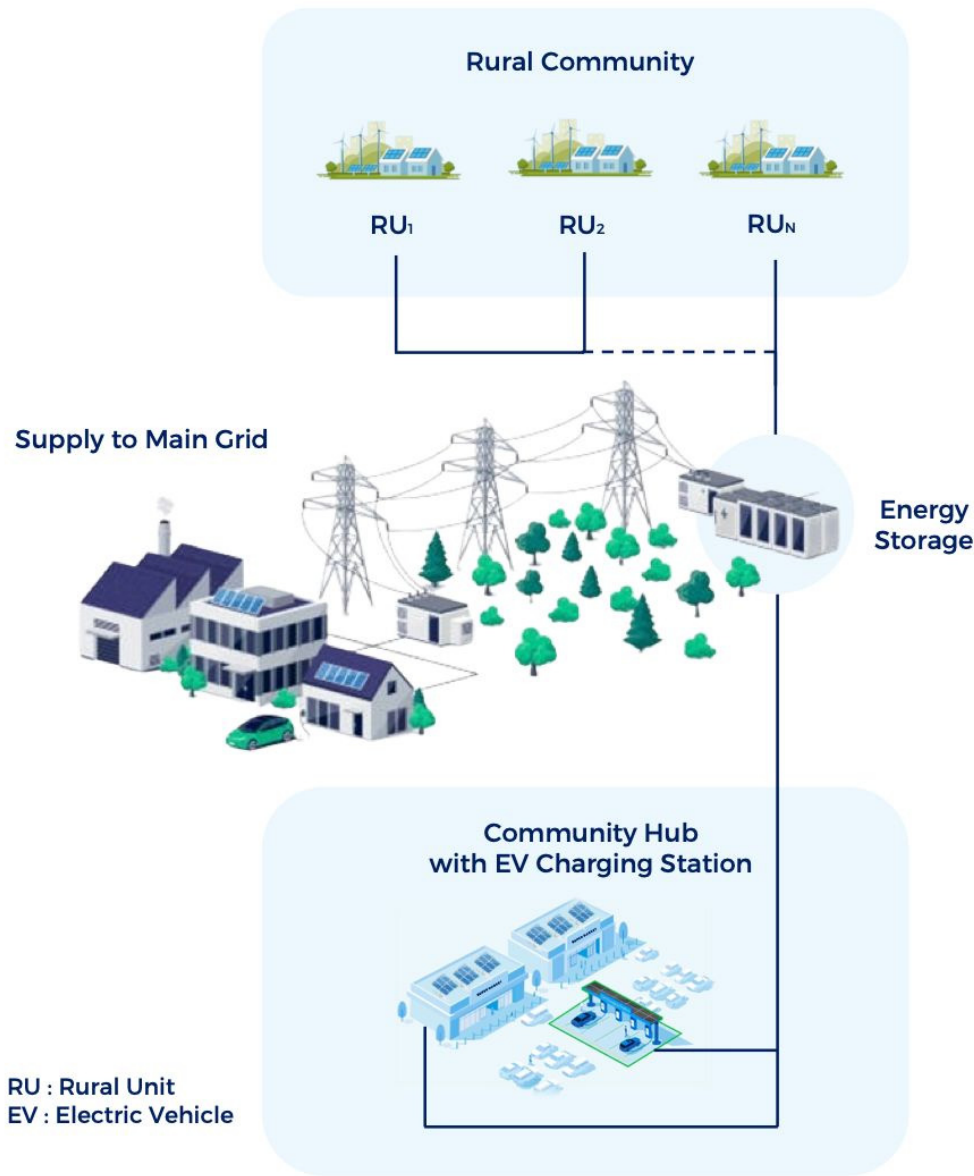 Rural Community
RU₁
RU₂
RUN
Supply to Main Grid
Energy
Storage
Community Hub
with EV Charging Station
RU : Rural Unit
EV : Electric Vehicle